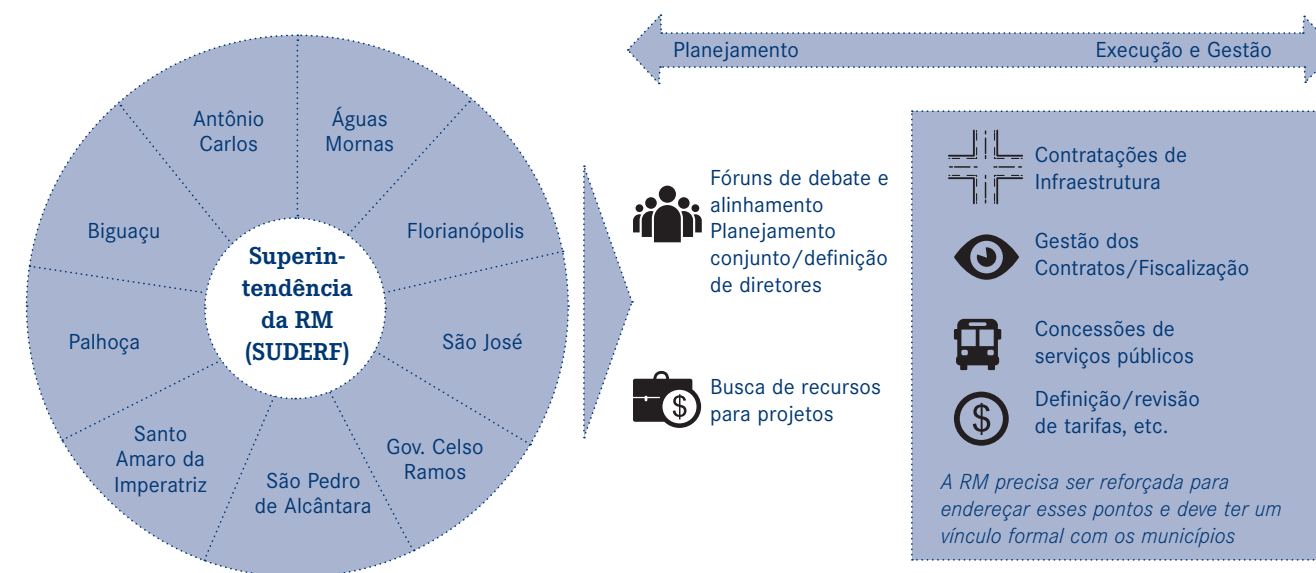 Antônio
Carlos
Águas
Mornas
Florianópolis
São José
Gov. Celso
Ramos
São Pedro
de Alcântara
Santo
Amaro da
Imperatriz
Palhoça
Biguaçu
Superin-
tendência
da RM
(SUDERF)
Planejamento
Execução e Gestão
Fóruns de debate e
alinhamento
Planejamento
conjunto/definição
de diretores
$
Busca de recursos
para projetos
Contratações de
Infraestrutura
Gestão dos
Contratos/Fiscalização
Concessões de
serviços públicos
$
Definição/revisão
de tarifas, etc.
A RM precisa ser reforçada para
endereçar esses pontos e deve ter um
vínculo formal com os municípios